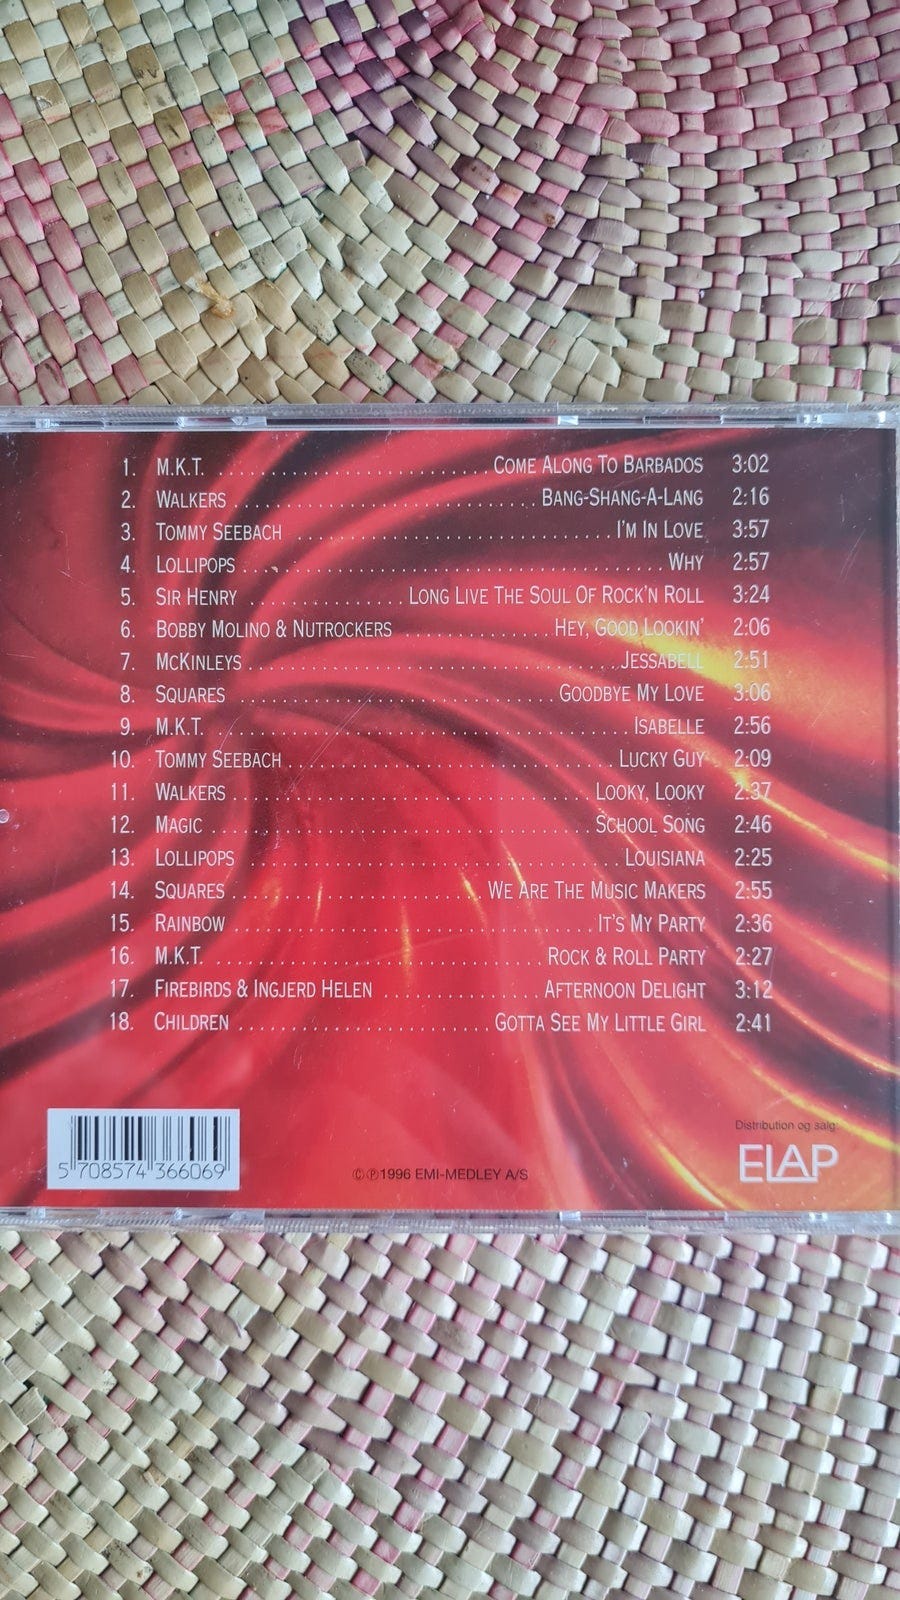 1. M.K.T. ........................ COME ALONG TO BARBADOS 3:02
2. WALKERS ........................ BANG-SHANG-A-LANG 2:16
3. TOMMY SEEBACH ........................ I'M IN LOVE 3:57
4. LOLLIPOPS ........................ WHY 2:57
5. SIR HENRY ........................ LONG LIVE THE SOUL OF ROCK'N ROLL 3:24
6. BOBBY MOLINO & NUTROCKERS ........................ HEY, GOOD LOOKIN' 2:06
7. MCKINLEYS ........................ JESSABELL 2:51
8. SQUARES ........................ GOODBYE MY LOVE 3:06
9. M.K.T. ........................ ISABELLE 2:56
10. TOMMY SEEBACH ........................ LUCKY GUY 2:09
11. WALKERS ........................ LOOKY, LOOKY 2:37
12. MAGIC ........................ SCHOOL SONG 2:46
13. LOLLIPOPS ........................ LOUISIANA 2:25
14. SQUARES ........................ WE ARE THE MUSIC MAKERS 2:55
15. RAINBOW ........................ IT'S MY PARTY 2:36
16. M.K.T. ........................ ROCK & ROLL PARTY 2:27
17. FIREBIRDS & INGJERD HELEN ........................ AFTERNOON DELIGHT 3:12
18. CHILDREN ........................ GOTTA SEE MY LITTLE GIRL 2:41
Distribution og salg:
ELAP
5 708574 366069
©℗1996 EMI-MEDLEY A/S